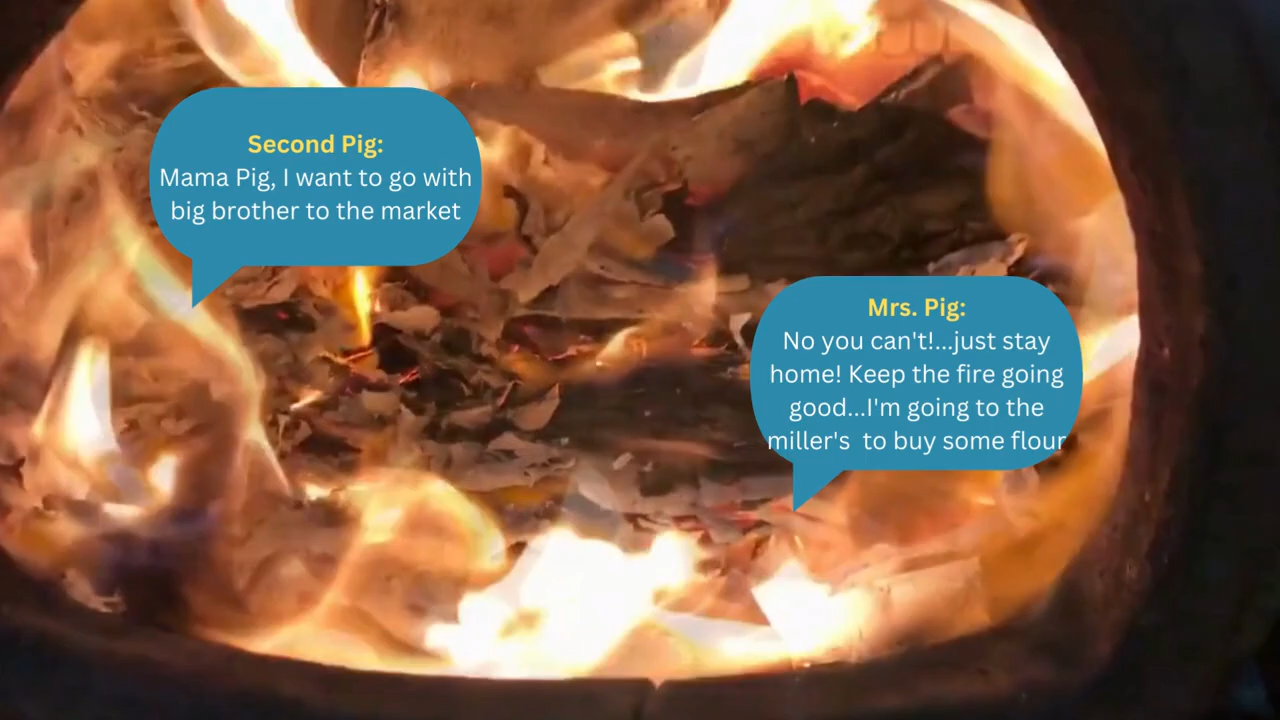 Second Pig:
Mama Pig, I want to go with
big brother to the market
Mrs. Pig:
No you can't!...just stay
home! Keep the fire going
good...I'm going to the
miller's  to buy some flour